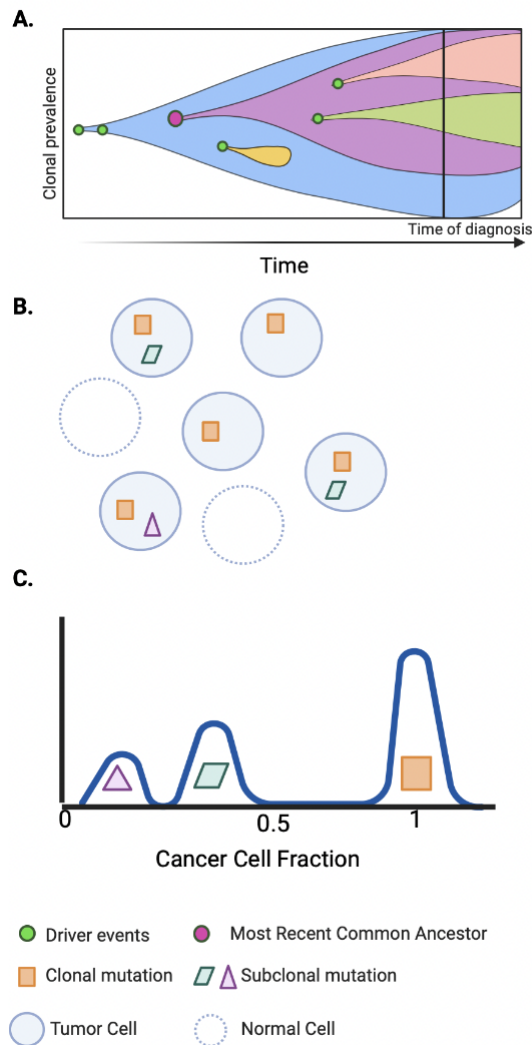 A.
Clonal prevalence
Time of diagnosis
Time
B.
C.
0
0.5
1
Cancer Cell Fraction
Driver events
Most Recent Common Ancestor
Clonal mutation
Subclonal mutation
Tumor Cell
Normal Cell